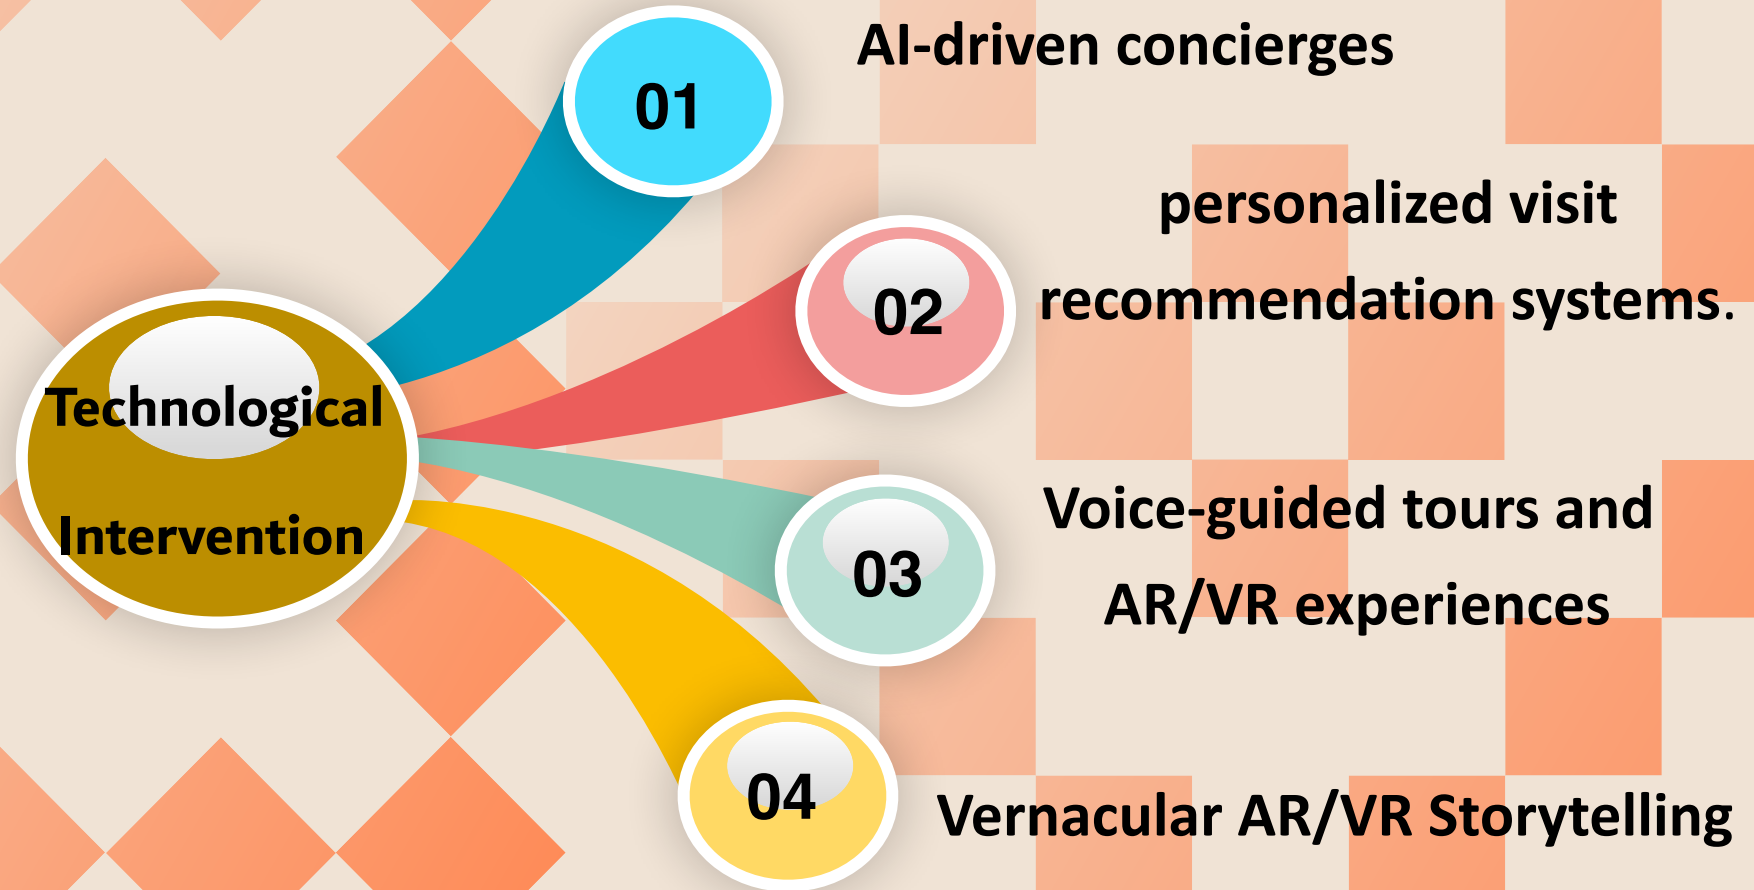 Technological
Intervention
01
AI-driven concierges
02
personalized visit
recommendation systems.
03
Voice-guided tours and
AR/VR experiences
04
Vernacular AR/VR Storytelling